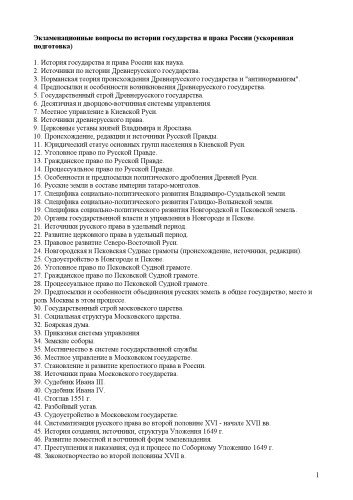 Экзаменационные вопросы по истории государства и права России (ускоренная
подготовка)
1. История государства и права России как наука.
2. Источники по истории Древнерусского государства.
3. Норманская теория происхождения Древнерусского государства и "антинорманизм".
4. Предпосылки и особенности возникновения Древнерусского государства.
5. Государственный строй Древнерусского государства.
6. Десятичная и дворцово-вотчинная системы управления.
7. Местное управление в Киевской Руси.
8. Источники древнерусского права.
9. Церковные уставы князей Владимира и Ярослава.
10. Происхождение, редакции и источники Русской Правды.
11. Юридический статус основных групп населения в Киевской Руси.
12. Уголовное право по Русской Правде.
13. Гражданское право по Русской Правде.
14. Процессуальное право по Русской Правде.
15. Особенности и предпосылки политического дробления Древней Руси.
16. Русские земли в составе империи татаро-монголов.
17. Специфика социально-политического развития Владимиро-Суздальской земли.
18. Специфика социально-политического развития Галицко-Волынской земли.
19. Специфика социально-политического развития Новгородской и Псковской земель.
20. Органы государственной власти и управления в Новгороде и Пскове.
21. Источники русского права в удельный период.
22. Развитие церковного права в удельный период.
23. Правовое развитие Северо-Восточной Руси.
24. Новгородская и Псковская Судные грамоты (происхождение, источники, редакции).
25. Судоустройство в Новгороде и Пскове.
26. Уголовное право по Псковской Судной грамоте.
27. Гражданское право по Псковской Судной грамоте.
28. Процессуальное право по Псковской Судной грамоте.
29. Предпосылки и особенности объединения русских земель в общее государство, место и
роль Москвы в этом процессе.
30. Государственный строй московского царства.
31. Социальная структура Московского царства.
32. Боярская дума.
33. Приказная система управления
34. Земские соборы.
35. Местничество в системе государственной службы.
36. Местное управление в Московском государстве.
37. Становление и развитие крепостного права в России.
38. Источники права Московского государства.
39. Судебник Ивана III.
40. Судебник Ивана IV.
41. Стоглав 1551 г.
42. Разбойный устав.
43. Судоустройство в Московском государстве.
44. Систематизация русского права во второй половине XVI - начале XVII вв.
45. История создания, источники, структура Уложения 1649 г.
46. Развитие поместной и вотчинной форм землевладения.
47. Преступления и наказания, суд и процесс по Соборному Уложению 1649 г.
48. Законотворчество во второй половины XVII в.
1